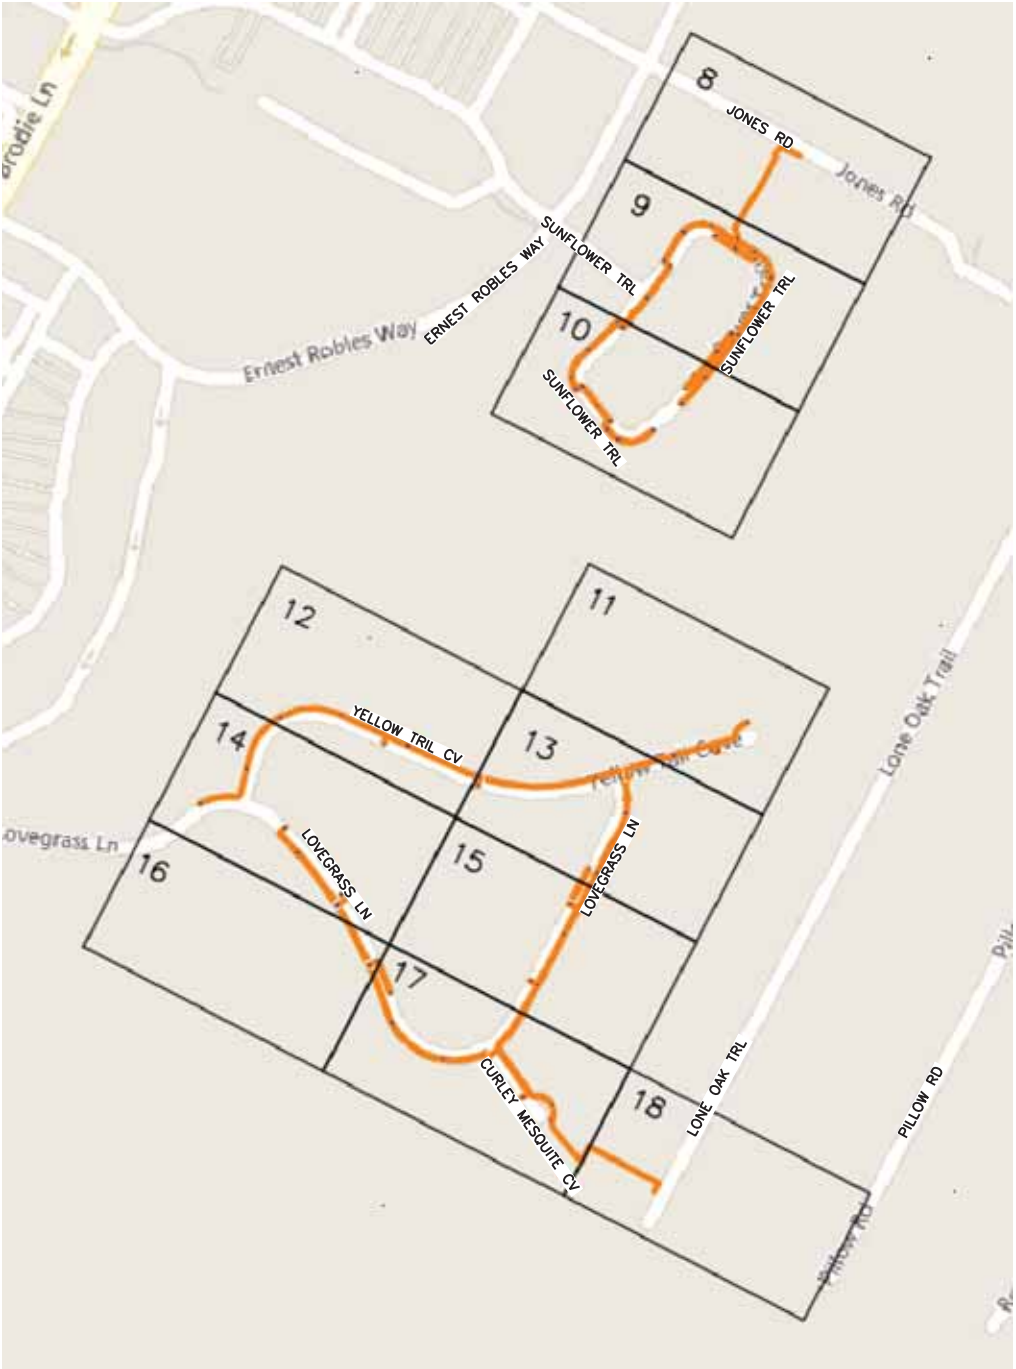 8
JONES RD
Brodie Ln
Jones Rd
9
SUNFLOWER TRL
ERNEST ROBLES WAY
SUNFLOWER TRL
10
Ernest Robles Way
SUNFLOWER TRL
11
12
Lone Oak Trail
YELLOW TRIL CV
13
14
Yellow Tail Cove
Lovegrass Ln
LOVEGRASS LN
LOVEGRASS LN
15
16
17
LONE OAK TRL
PILLOW RD
CURLEY MESQUITE CV
18
Pillow Rd